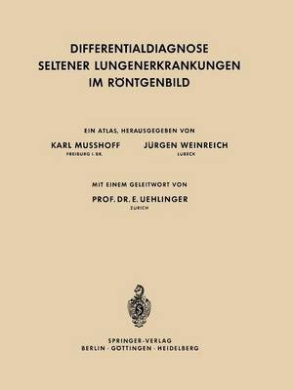 DIFFERENTIALDIAGNOSE
SELTENER LUNGENERKRANKUNGEN
IM RÖNTGENBILD
EIN ATLAS, HERAUSGEGEBEN VON
KARL MUSSHOFF JÜRGEN WEINREICH
FREIBURG I. BR. LÜBECK
MIT EINEM GELEITWORT VON
PROF. DR. E. UEHLINGER
ZÜRICH
SPRINGER-VERLAG
BERLIN · GÖTTINGEN · HEIDELBERG